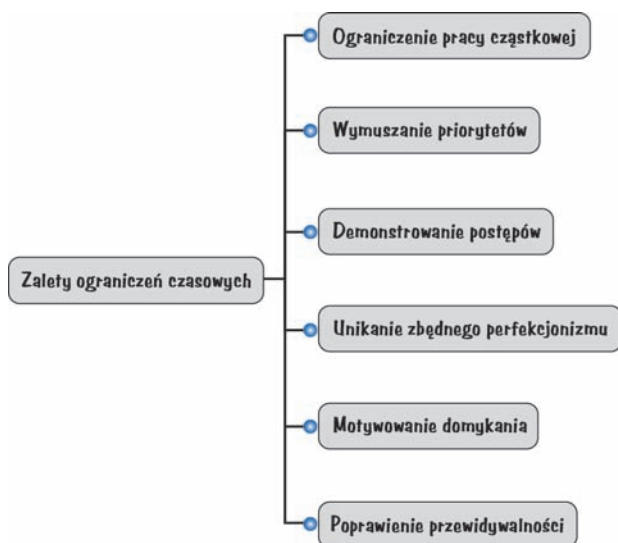 Ograniczenie pracy cząstkowej
Wymuszanie priorytetów
Demonstrowanie postępów
Zalety ograniczeń czasowych
Unikanie zbędnego perfekcjonizmu
Motywowanie domykania
Poprawienie przewidywalności